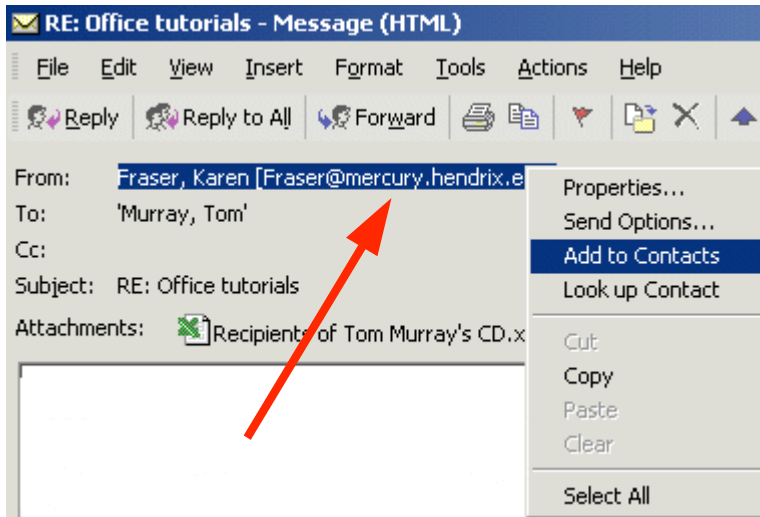 RE: Office tutorials - Message (HTML)
File Edit View Insert Format Tools Actions Help
Reply Reply to All Forward
From: Fraser, Karen [Fraser@mercury.hendrix.e
To: 'Murray, Tom'
Cc:
Subject: RE: Office tutorials
Attachments: Recipients of Tom Murray's CD.x
Properties...
Send Options...
Add to Contacts
Look up Contact
Cut
Copy
Paste
Clear
Select All